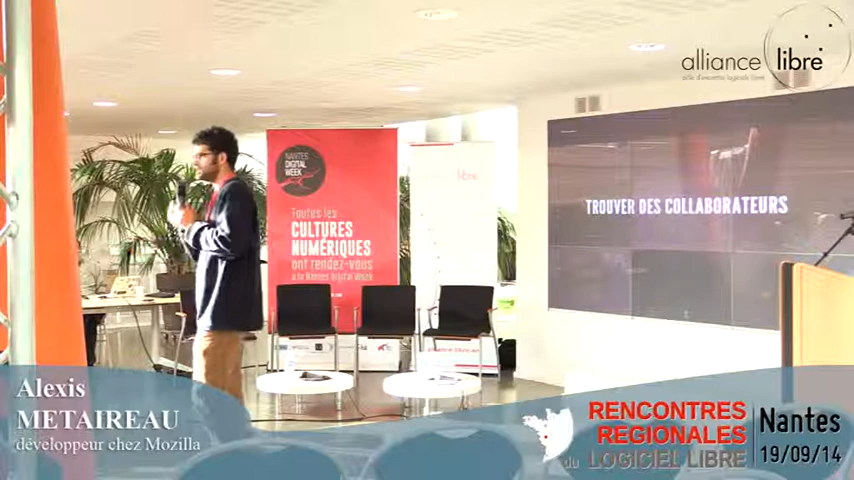 alliance libre
NANTES
DIGITAL
WEEK
Toutes les
CULTURES
NUMÉRIQUES
ont rendez-vous
à la Nantes Digital Week
libre
TROUVER DES COLLABORATEURS
Alexis
METAIREAU
développeur chez Mozilla
RENCONTRES
RÉGIONALES
du LOGICIEL LIBRE
Nantes
19/09/14